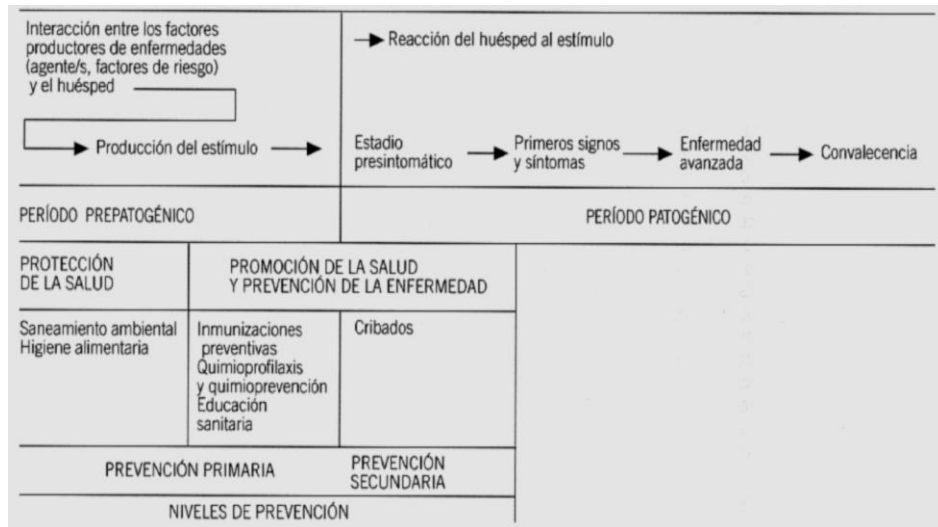 Interacción entre los factores
productores de enfermedades
(agente/s, factores de riesgo)
y el huésped
Producción del estímulo
Reacción del huésped al estímulo
Estadio
presintomático
Primeros signos
y síntomas
Enfermedad
avanzada
Convalecencia
PERÍODO PREPATOGÉNICO
PERÍODO PATOGÉNICO
PROTECCIÓN
DE LA SALUD
PROMOCIÓN DE LA SALUD
Y PREVENCIÓN DE LA ENFERMEDAD
Saneamiento ambiental
Higiene alimentaria
Inmunizaciones
preventivas
Quimioprofilaxis
y quimioprevención
Educación
sanitaria
Cribados
PREVENCIÓN PRIMARIA
PREVENCIÓN
SECUNDARIA
NIVELES DE PREVENCIÓN